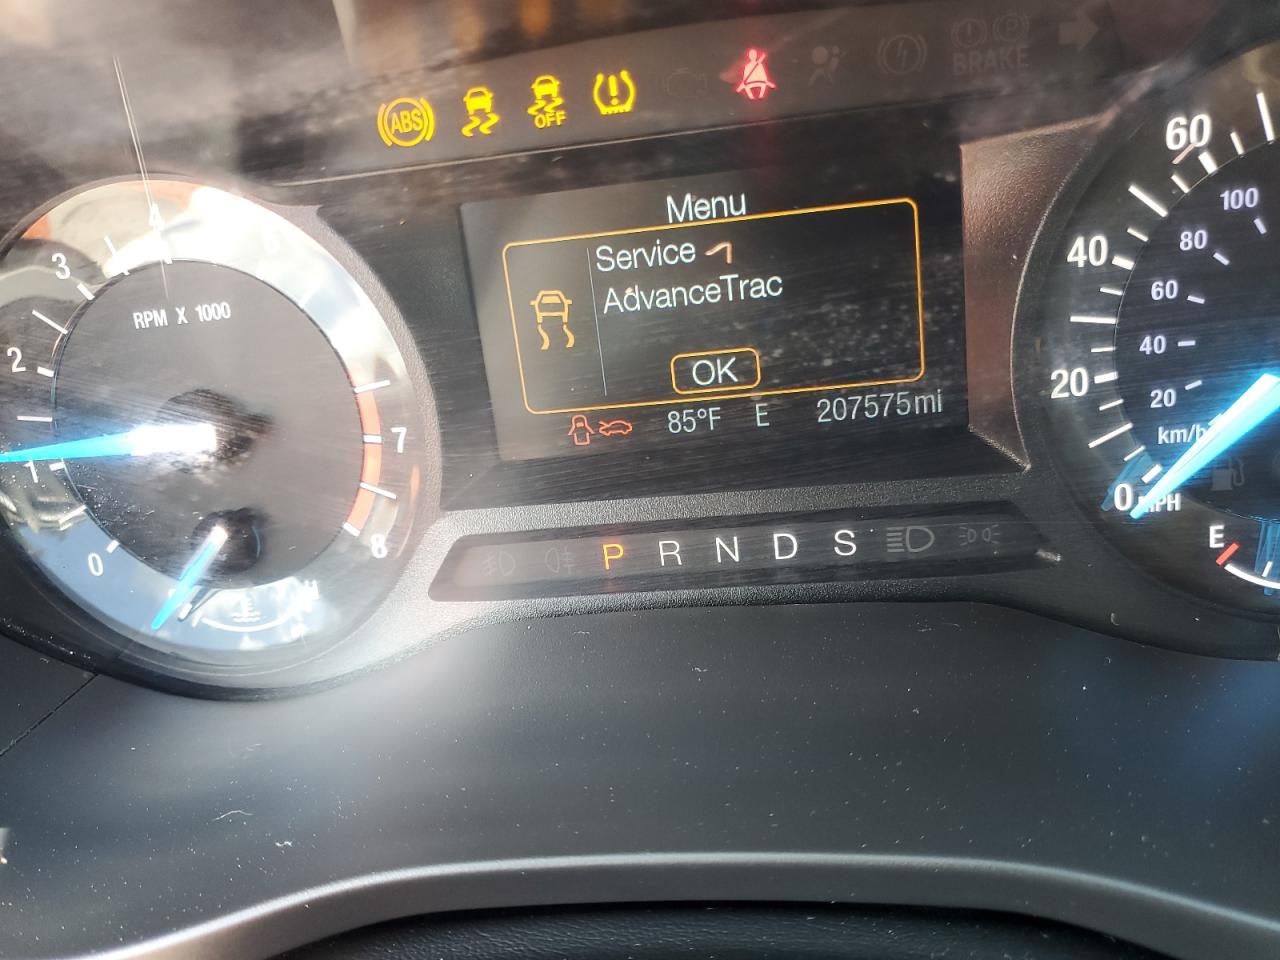 ABS
OFF
BRAKE
Menu
Service
AdvanceTrac
OK
85°F E 207575mi
RPM X 1000
0
1
2
3
4
7
8
P R N D S
0
20
40
60
MPH
20
40
60
80
100
km/h
E